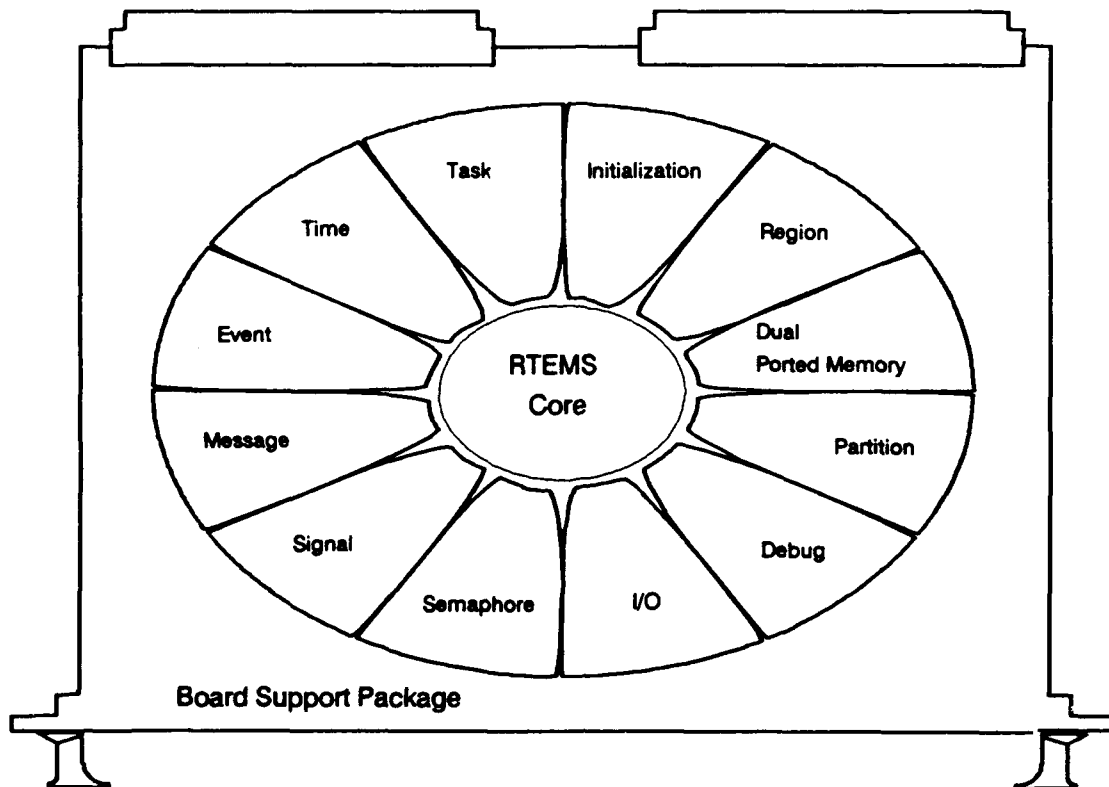 Task
Initialization
Time
Region
Event
Dual
Ported Memory
RTEMS
Core
Message
Partition
Signal
Debug
Semaphore
I/O
Board Support Package